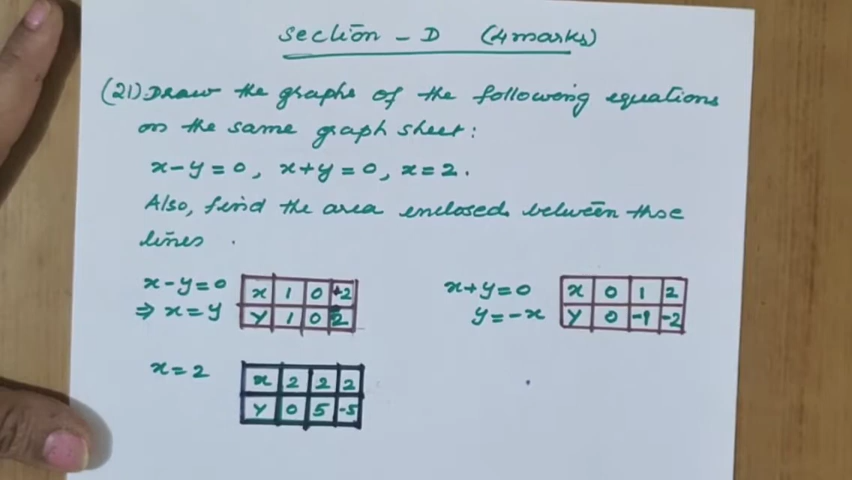 Section - D (4 marks)
(21) Draw the graphs of the following equations
on the same graph sheet:
x-y=0, x+y=0, x=2.
Also, find the area enclosed between these
lines.
x-y=0
⇒ x=y
x 1 0 +2
y 1 0 2
x+y=0
y=-x
x 0 1 2
y 0 -1 -2
x=2
x 2 2 2
y 0 5 -5